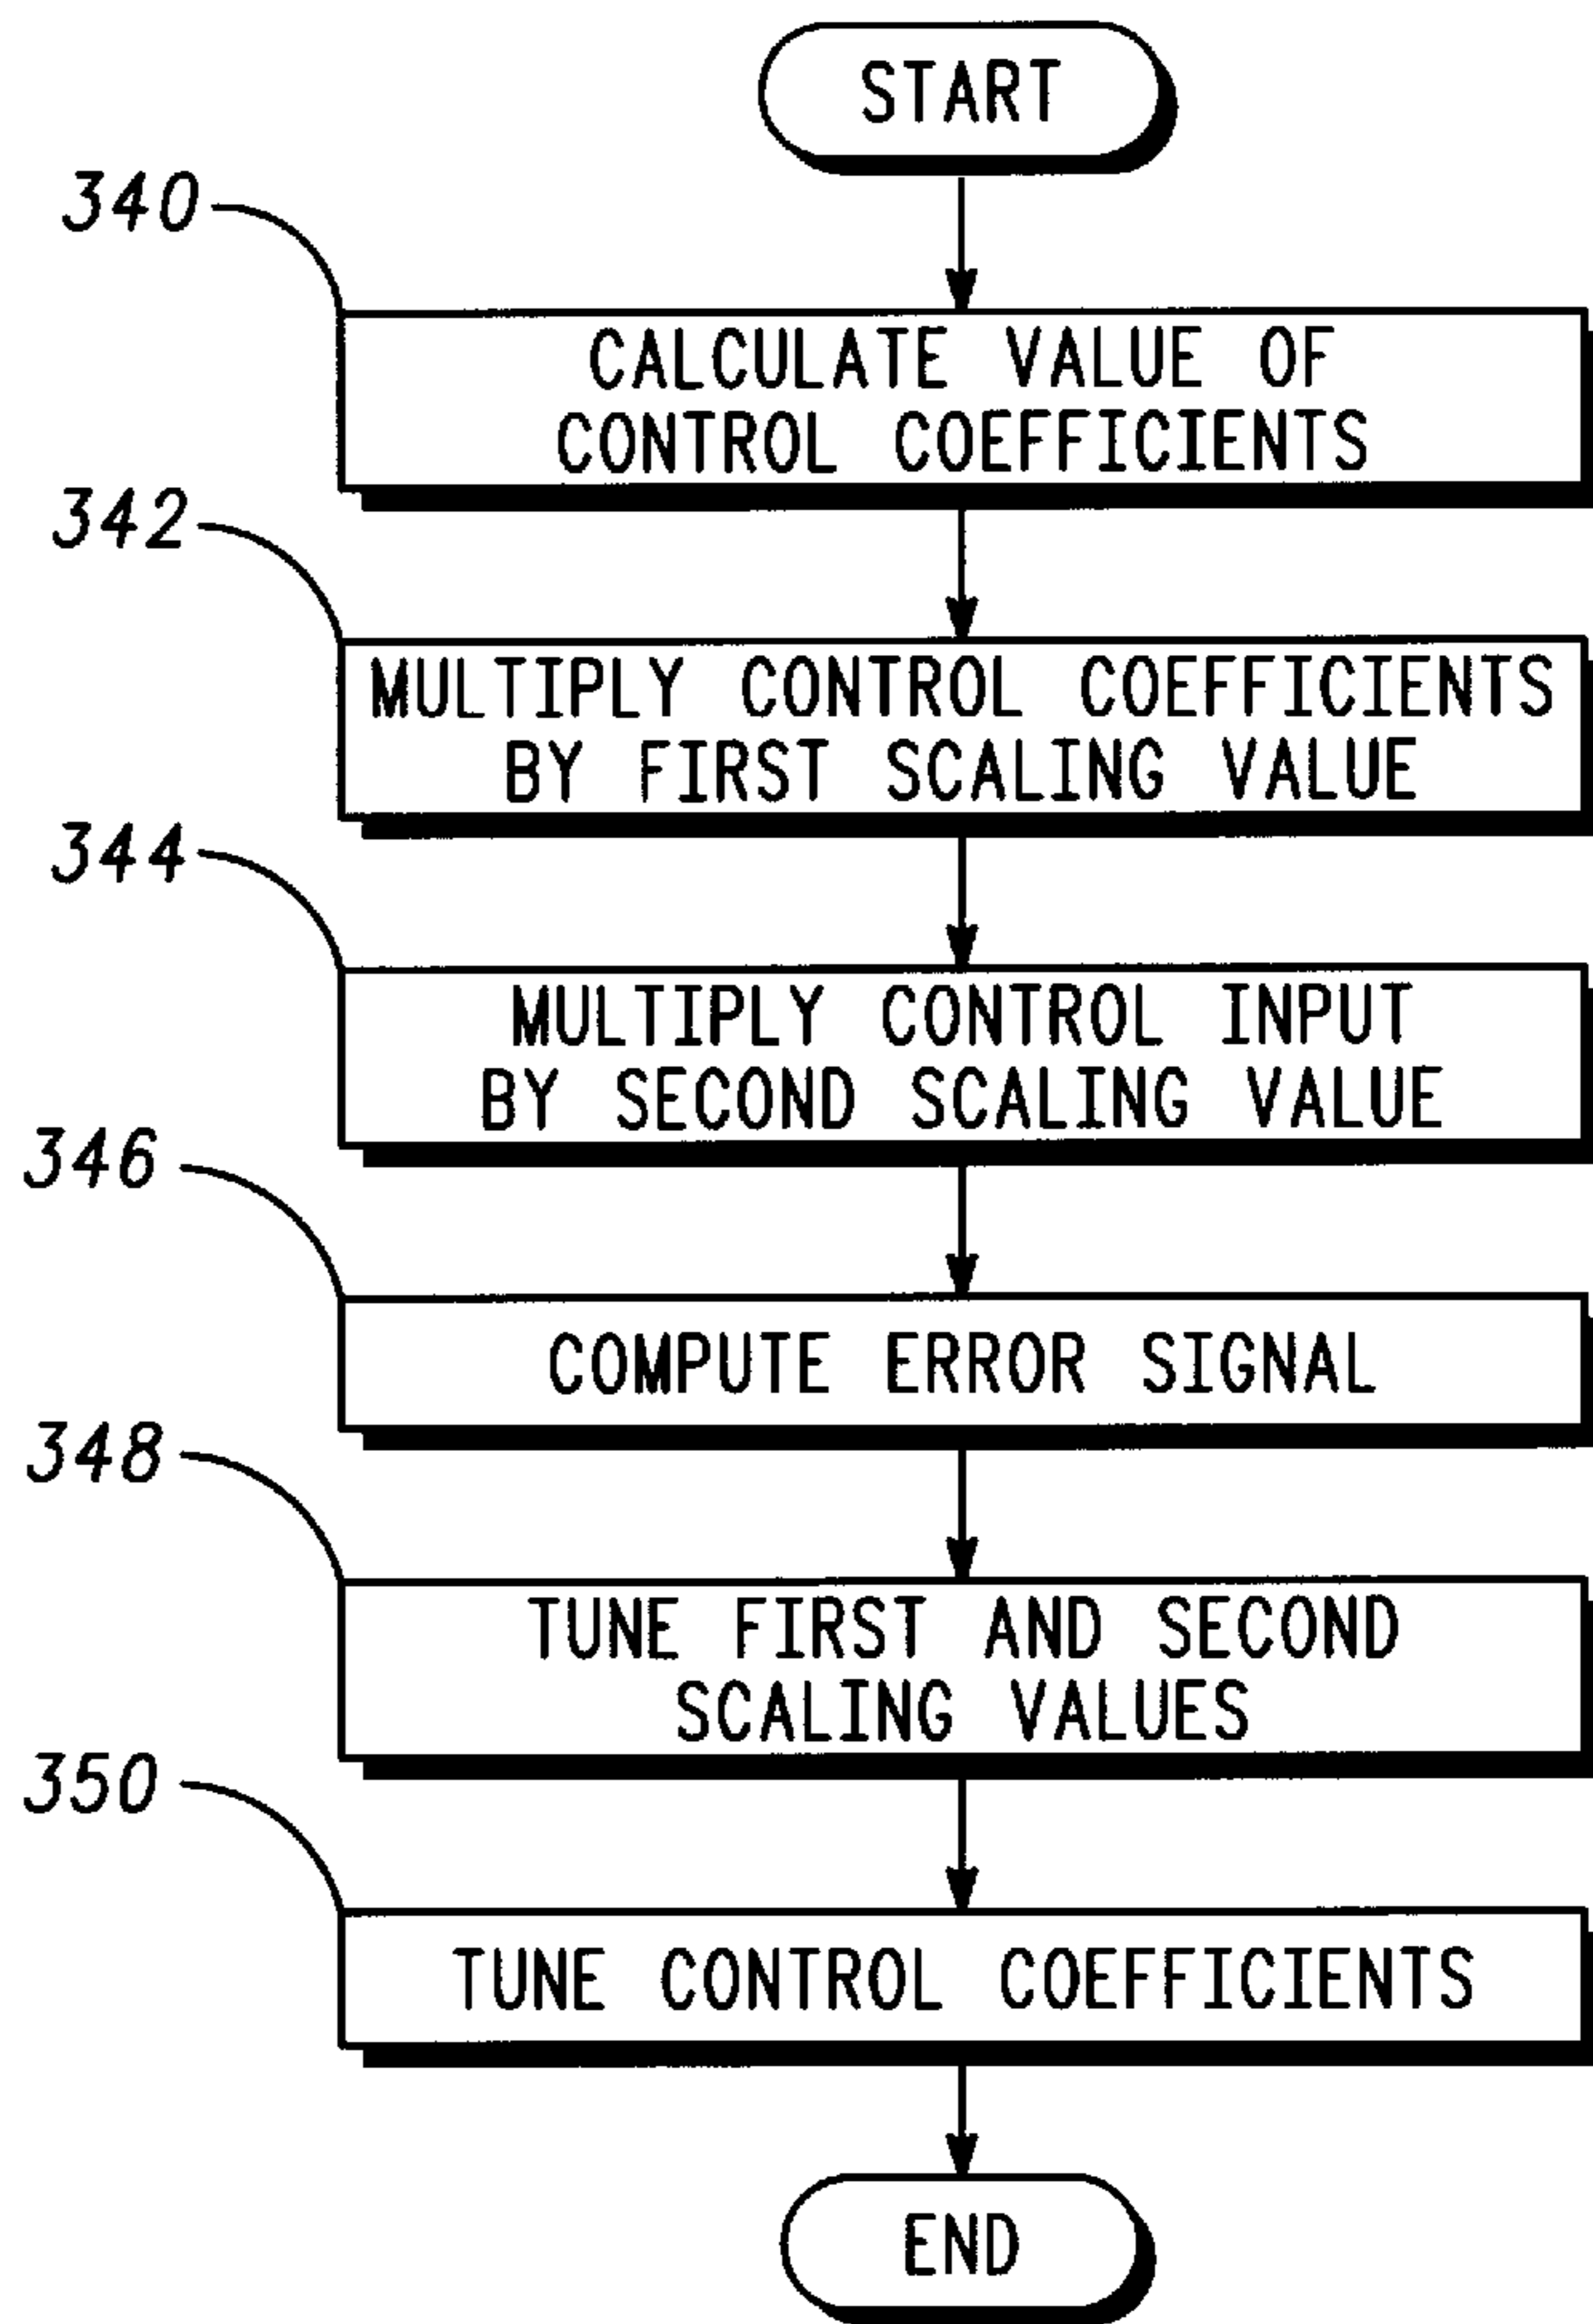 START
340
CALCULATE VALUE OF
CONTROL COEFFICIENTS
342
MULTIPLY CONTROL COEFFICIENTS
BY FIRST SCALING VALUE
344
MULTIPLY CONTROL INPUT
BY SECOND SCALING VALUE
346
COMPUTE ERROR SIGNAL
348
TUNE FIRST AND SECOND
SCALING VALUES
350
TUNE CONTROL COEFFICIENTS
END